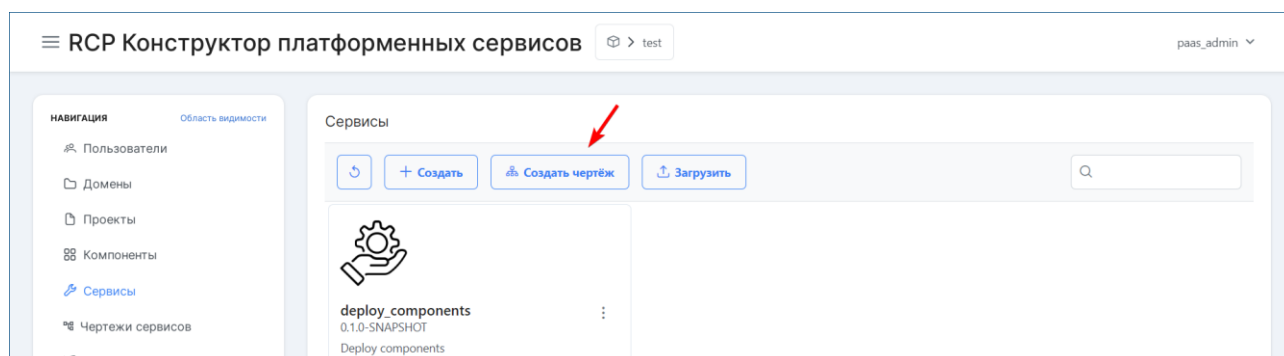 RCP Конструктор платформенных сервисов
test
paas_admin
НАВИГАЦИЯ
Область видимости
Пользователи
Домены
Проекты
Компоненты
Сервисы
Чертежи сервисов
Сервисы
Создать
Создать чертёж
Загрузить
deploy_components
0.1.0-SNAPSHOT
Deploy components